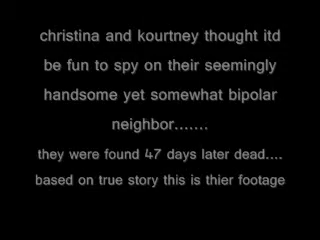 christina and kourtney thought itd
be fun to spy on their seemingly
handsome yet somewhat bipolar
neighbor.......
they were found 47 days later dead....
based on true story this is thier footage